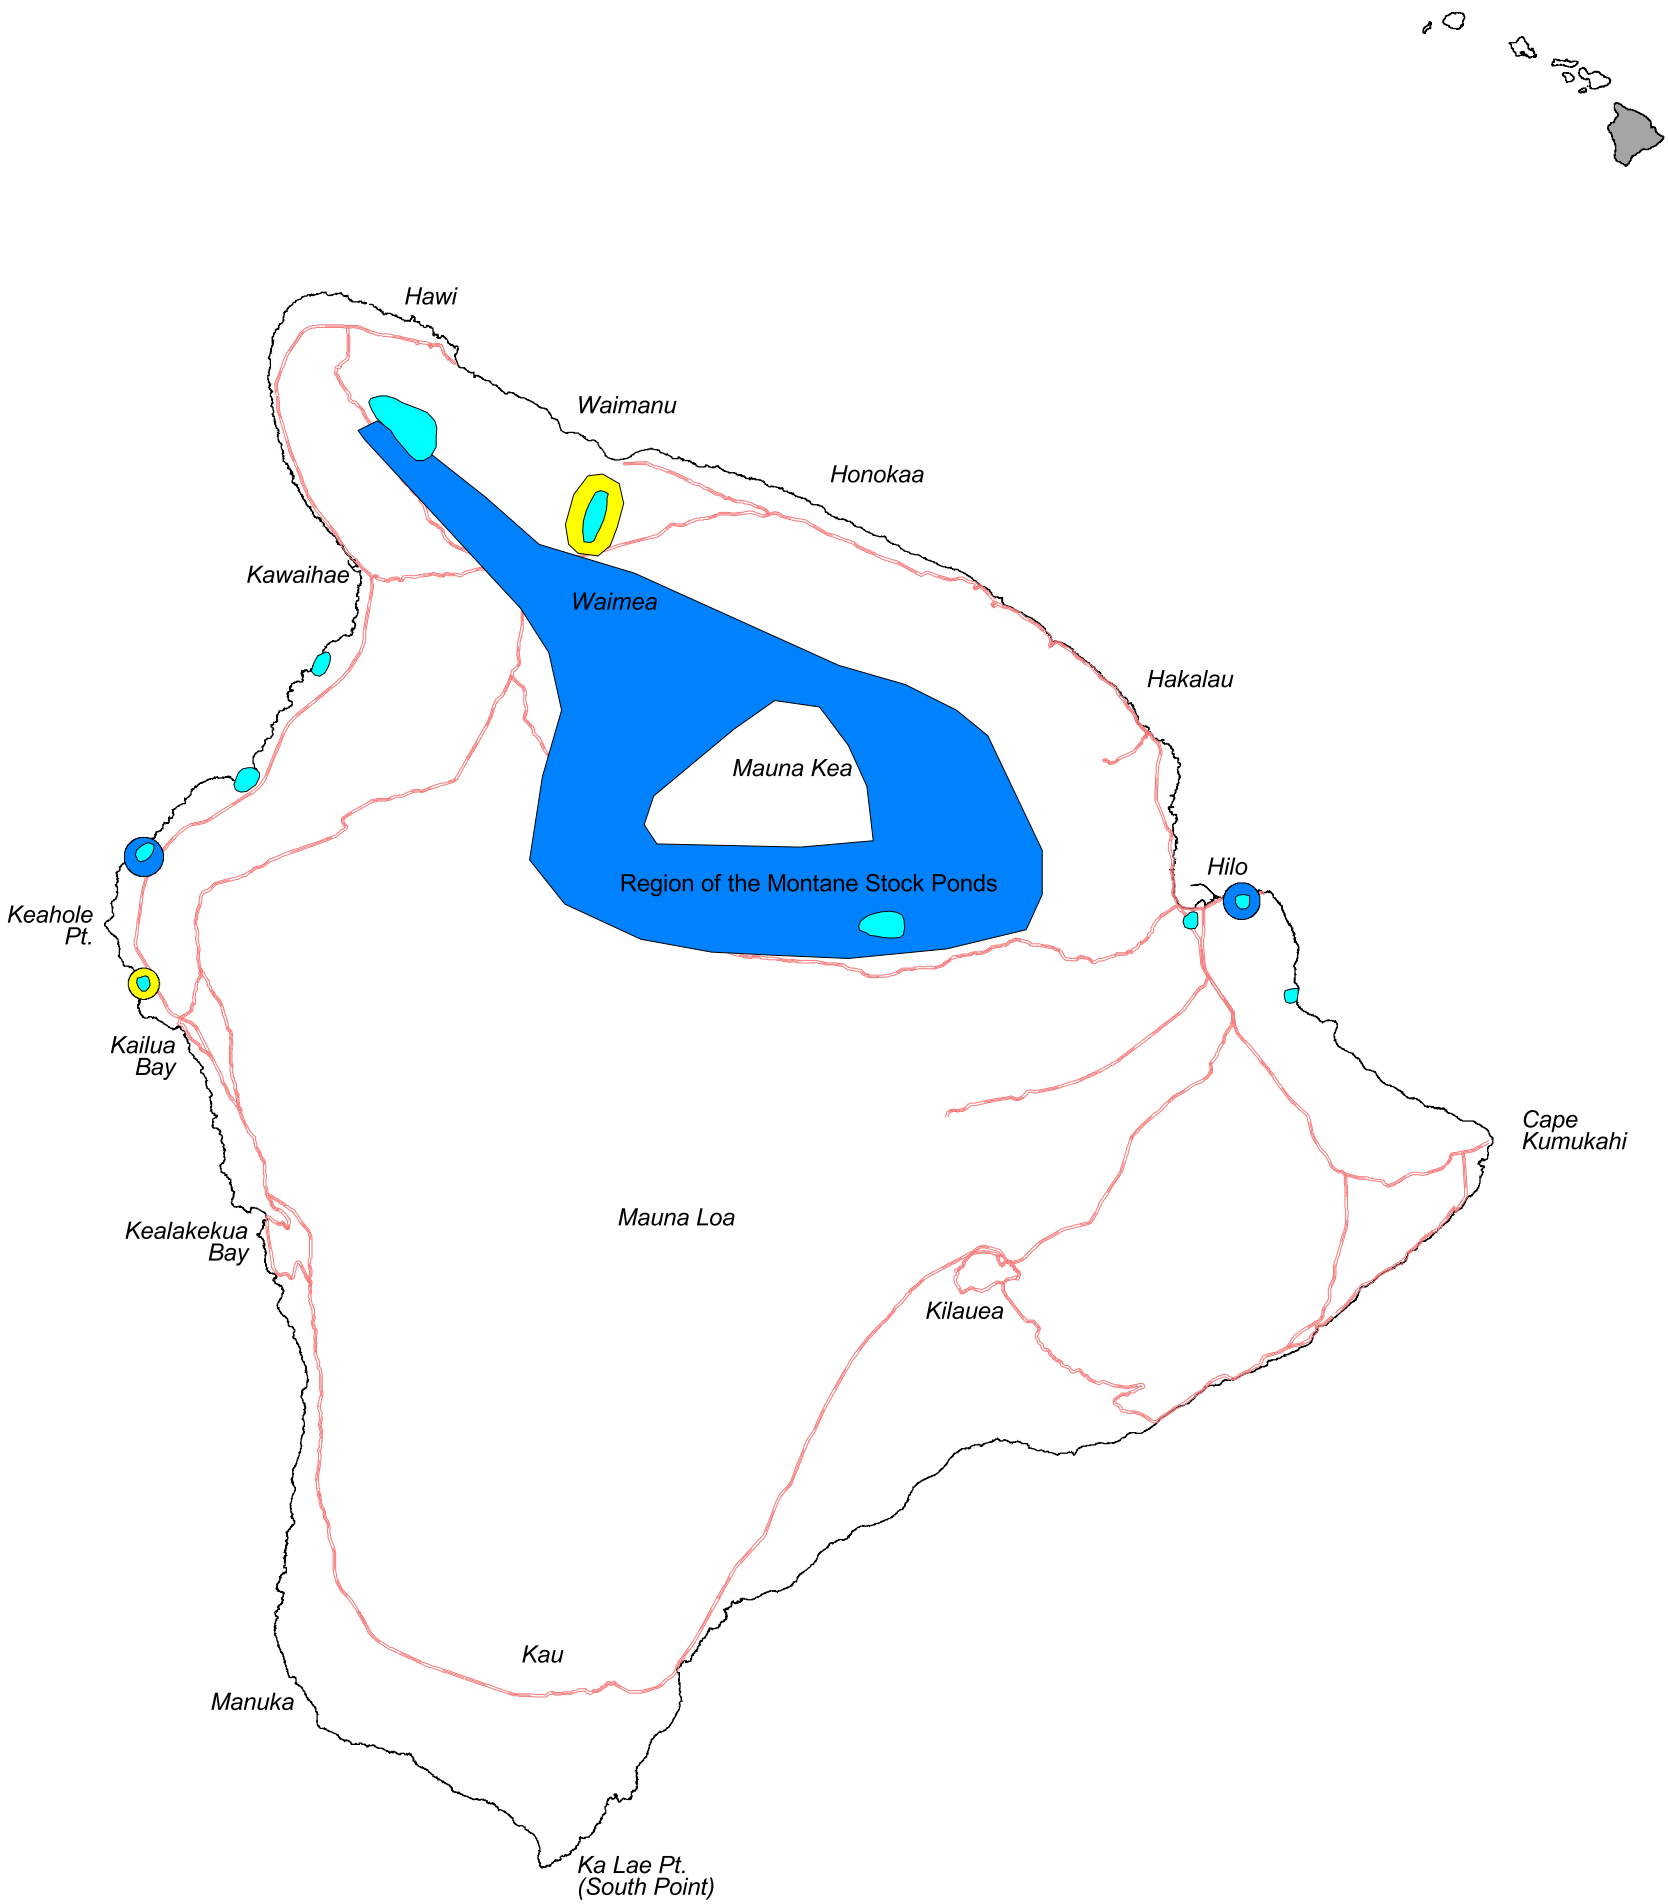 Hawi
Waimanu
Honokaa
Kawaihae
Waimea
Hakalau
Mauna Kea
Hilo
Region of the Montane Stock Ponds
Keahole
Pt.
Kailua
Bay
Cape
Kumukahi
Mauna Loa
Kealakekua
Bay
Kilauea
Kau
Manuka
Ka Lae Pt.
(South Point)